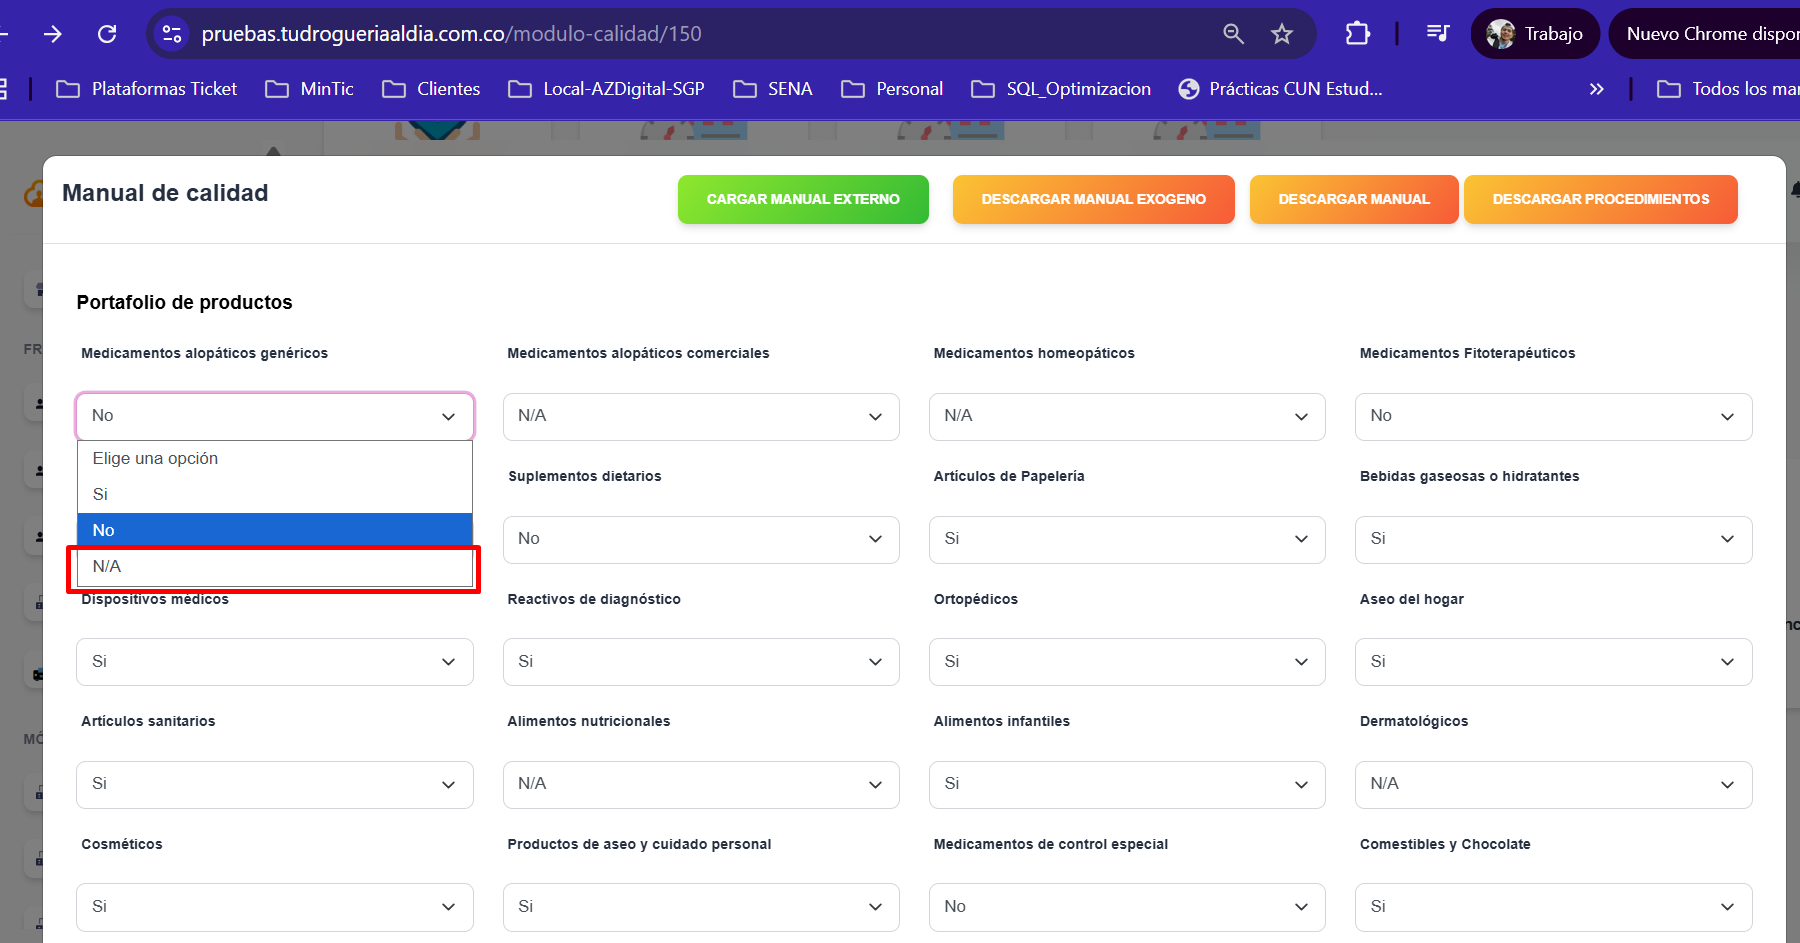 pruebas.tudrogueriaaldia.com.co/modulo-calidad/150
Trabajo
Nuevo Chrome
Plataformas Ticket
MinTic
Clientes
Local-AZDigital-SGP
SENA
Personal
SQL_Optimizacion
Prácticas CUN Estud...
»
Todos los
Manual de calidad
CARGAR MANUAL EXTERNO
DESCARGAR MANUAL EXOGENO
DESCARGAR MANUAL
DESCARGAR PROCEDIMIENTOS
Portafolio de productos
FR
Medicamentos alopáticos genéricos
Medicamentos alopáticos comerciales
Medicamentos homeopáticos
Medicamentos Fitoterapéuticos
No
N/A
N/A
No
Elige una opción
Si
No
N/A
Suplementos dietarios
Artículos de Papelería
Bebidas gaseosas o hidratantes
No
Si
Si
Dispositivos médicos
Reactivos de diagnóstico
Ortopédicos
Aseo del hogar
Si
Si
Si
Si
Artículos sanitarios
Alimentos nutricionales
Alimentos infantiles
Dermatológicos
MÓ
Si
N/A
Si
N/A
Cosméticos
Productos de aseo y cuidado personal
Medicamentos de control especial
Comestibles y Chocolate
Si
Si
No
Si